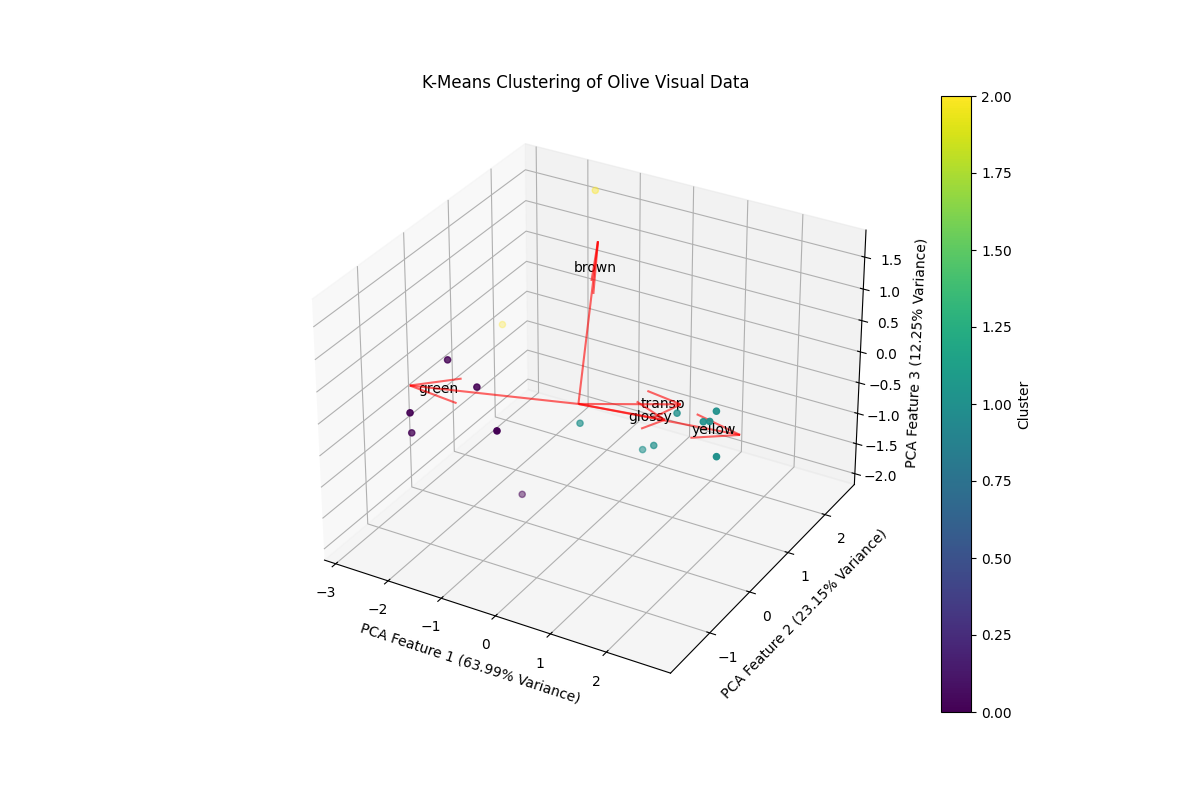 K-Means Clustering of Olive Visual Data
brown
green
transp
glossy
yellow
−3
−2
−1
0
1
2
PCA Feature 1 (63.99% Variance)
−1
0
1
2
PCA Feature 2 (23.15% Variance)
1.5
1.0
0.5
0.0
−0.5
−1.0
−1.5
−2.0
PCA Feature 3 (12.25% Variance)
2.00
1.75
1.50
1.25
1.00
0.75
0.50
0.25
0.00
Cluster